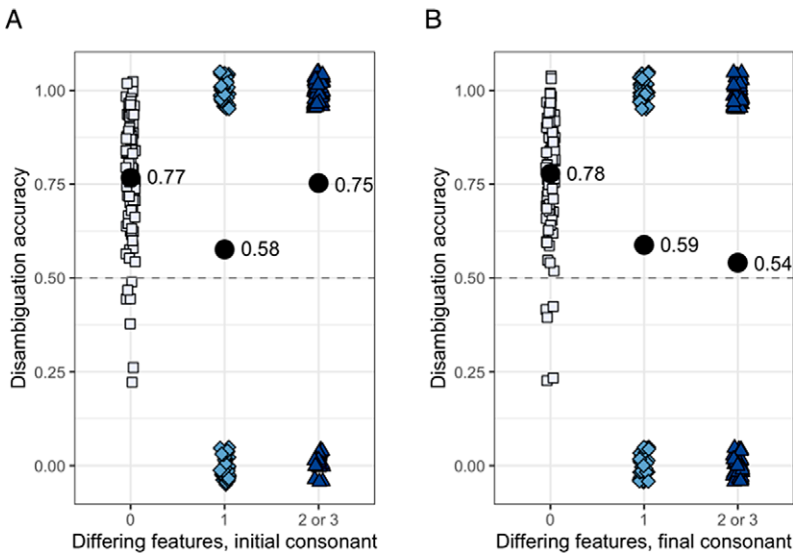 A
Disambiguation accuracy
1.00
0.75
0.50
0.25
0.00
0.77
0.58
0.75
0
1
2 or 3
Differing features, initial consonant
B
Disambiguation accuracy
1.00
0.75
0.50
0.25
0.00
0.78
0.59
0.54
0
1
2 or 3
Differing features, final consonant